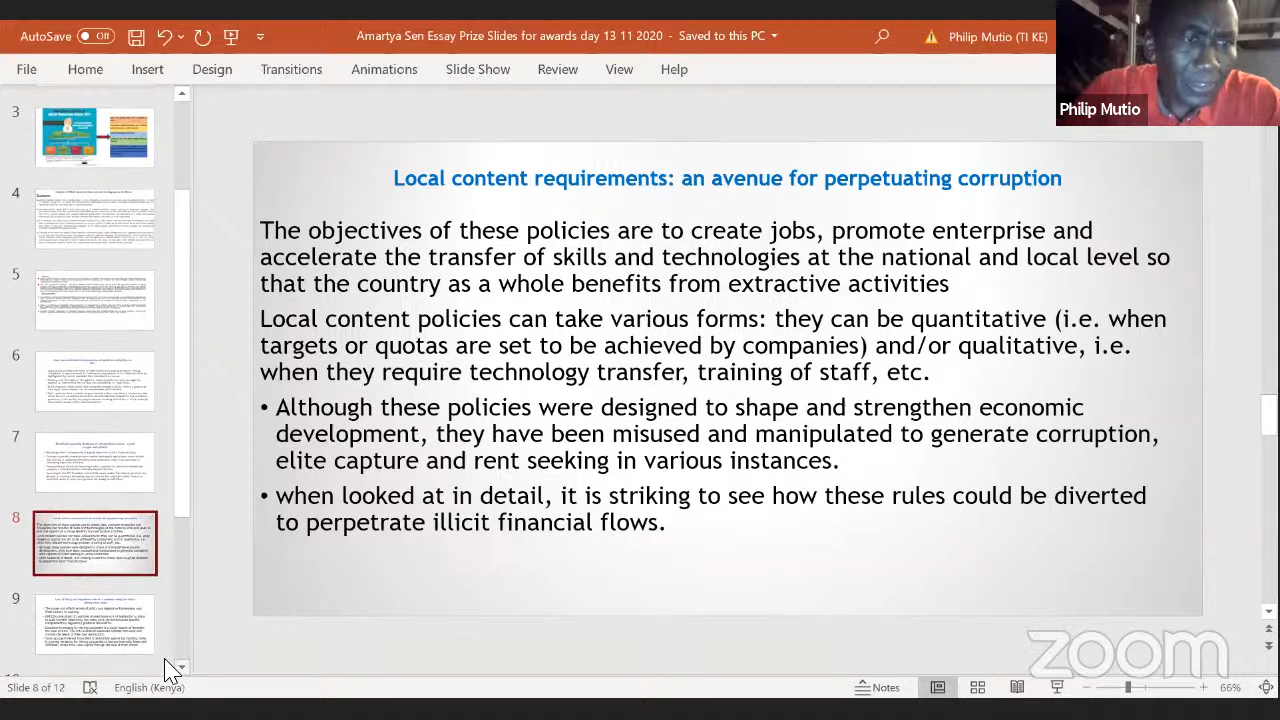 AutoSave Off
Amartya Sen Essay Prize Slides for awards day 13 11 2020 - Saved to this PC
Philip Mutio (TI KE)
File Home Insert Design Transitions Animations Slide Show Review View Help
Philip Mutio
3
4
5
6
7
8
9
Local content requirements: an avenue for perpetuating corruption
The objectives of these policies are to create jobs, promote enterprise and
accelerate the transfer of skills and technologies at the national and local level so
that the country as a whole benefits from extractive activities
Local content policies can take various forms: they can be quantitative (i.e. when
targets or quotas are set to be achieved by companies) and/or qualitative, i.e.
when they require technology transfer, training of staff, etc.
• Although these policies were designed to shape and strengthen economic
development, they have been misused and manipulated to generate corruption,
elite capture and rent seeking in various instances.
• when looked at in detail, it is striking to see how these rules could be diverted
to perpetrate illicit financial flows.
zoom
Slide 8 of 12 English (Kenya) Notes 66%